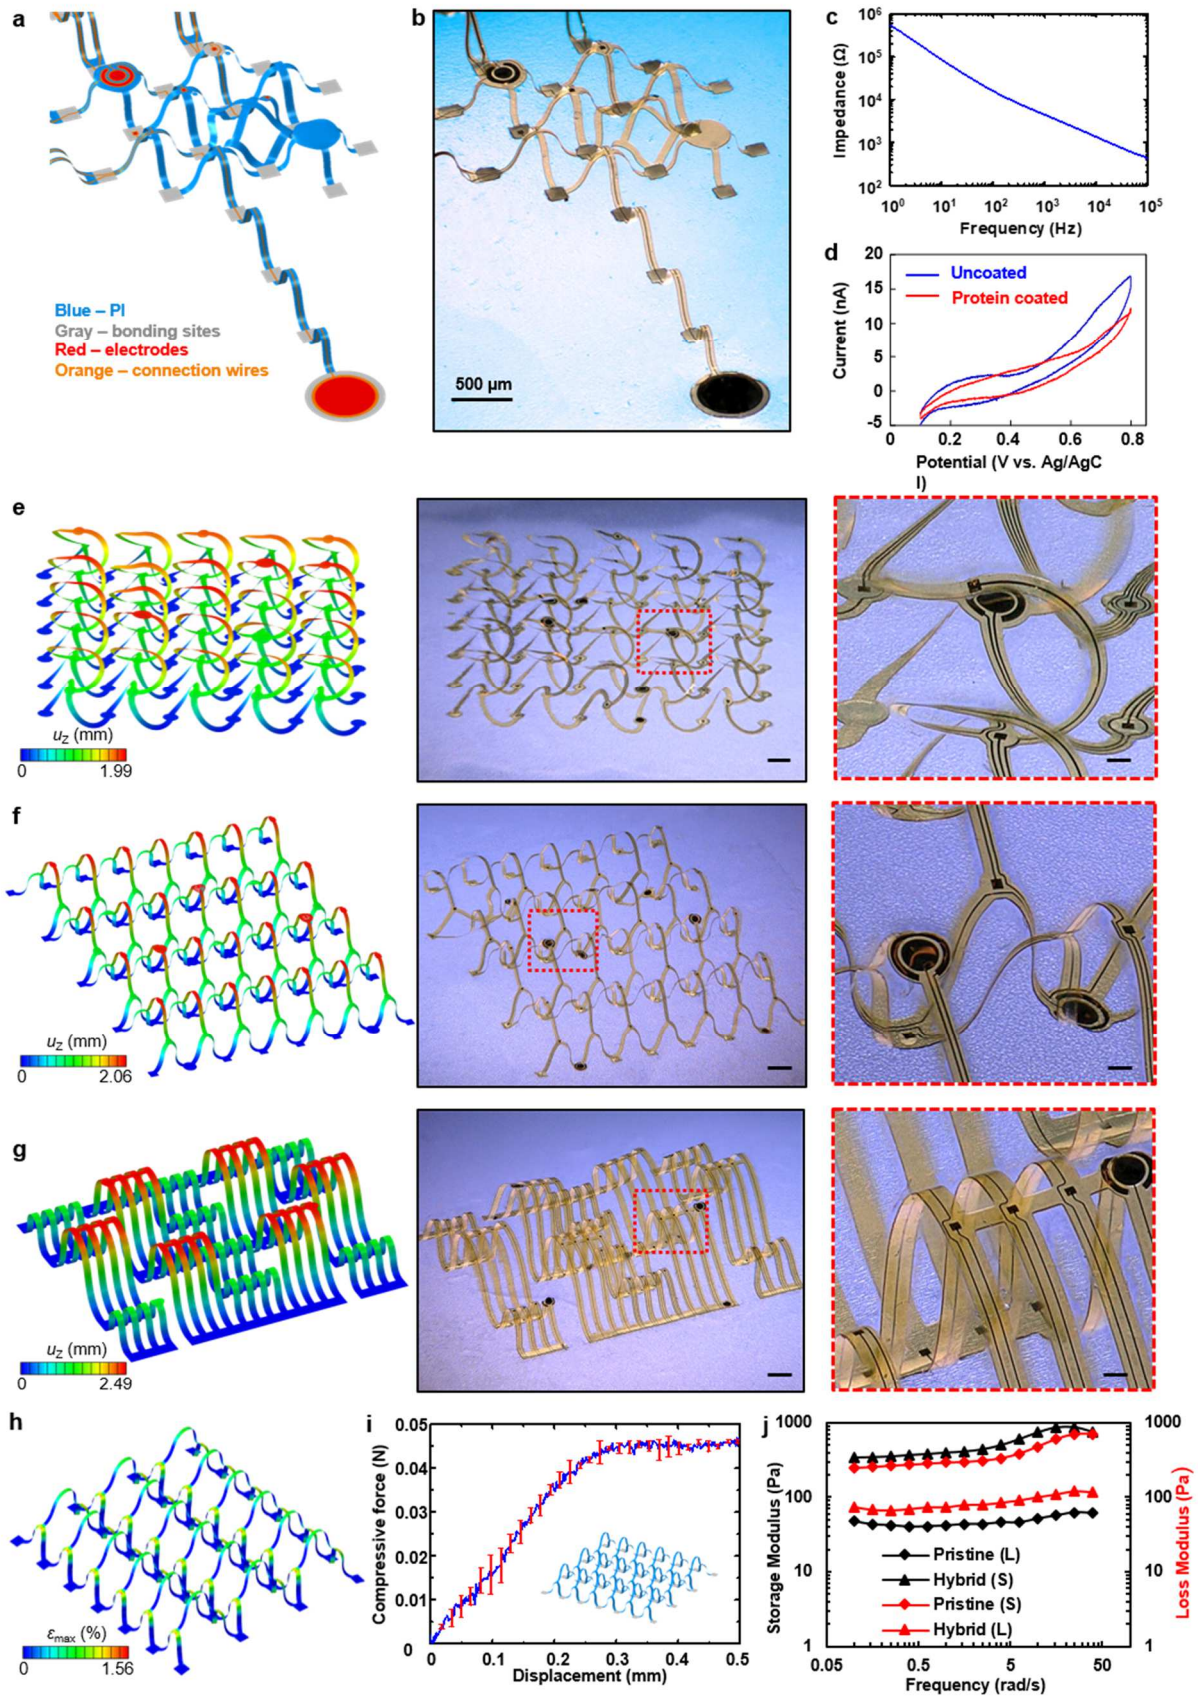 a
Blue – PI
Gray – bonding sites
Red – electrodes
Orange – connection wires
b
500 µm
c
Impedance (Ω)
10⁶
10⁵
10⁴
10³
10²
10⁰ 10¹ 10² 10³ 10⁴ 10⁵
Frequency (Hz)
d
Current (nA)
20
15
10
5
0
-5
Uncoated
Protein coated
0 0.2 0.4 0.6 0.8
Potential (V vs. Ag/AgC
l)
e
u_Z (mm)
0 1.99
f
u_Z (mm)
0 2.06
g
u_Z (mm)
0 2.49
h
ε_max (%)
0 1.56
i
Compressive force (N)
0.05
0.04
0.03
0.02
0.01
0
0 0.1 0.2 0.3 0.4 0.5
Displacement (mm)
j
Storage Modulus (Pa)
1000
100
10
1
Pristine (L)
Hybrid (S)
Pristine (S)
Hybrid (L)
1000
100
10
1
Loss Modulus (Pa)
0.05 0.5 5 50
Frequency (rad/s)